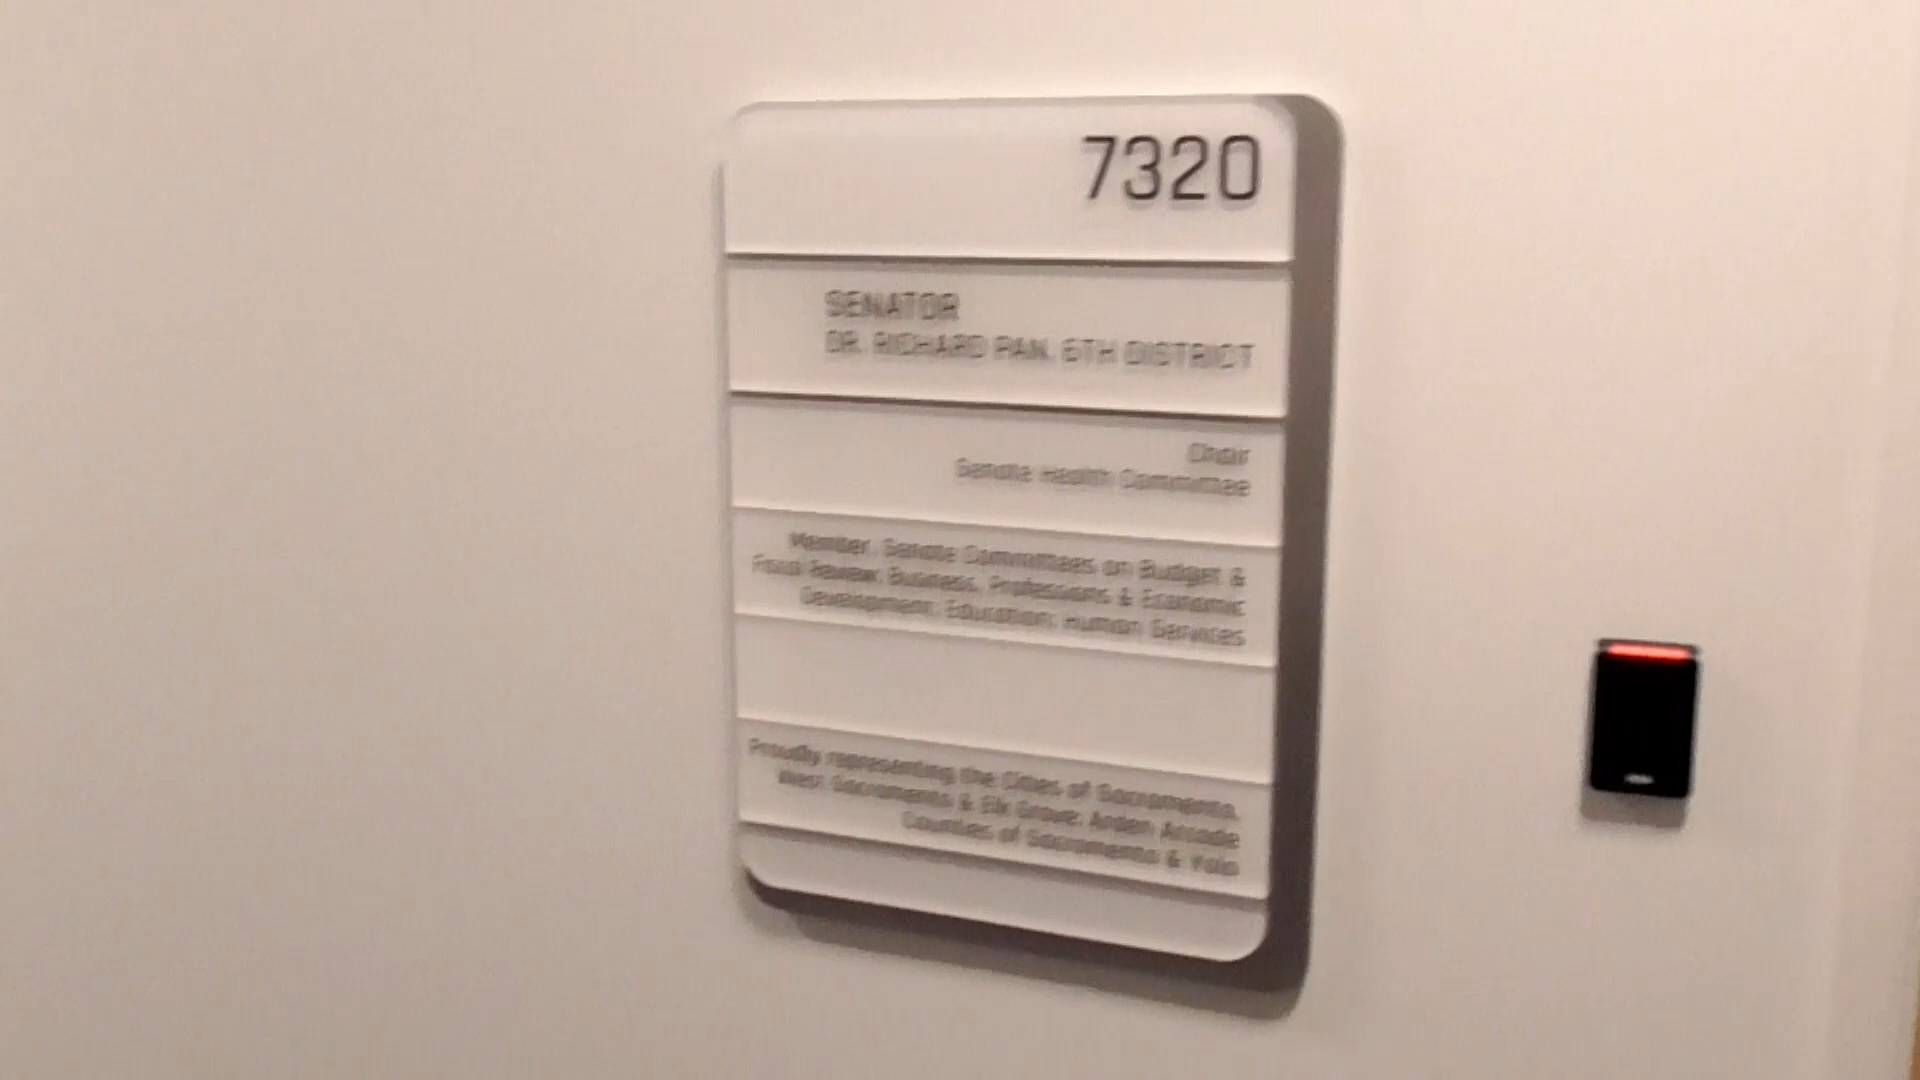 7320
SENATOR
DR. RICHARD PAN, 6TH DISTRICT
Chair
Senate Health Committee
Member, Senate Committees on Budget &
Fiscal Review; Business, Professions & Economic
Development; Education; Human Services
Proudly representing the Cities of Sacramento,
West Sacramento & Elk Grove; Arden Arcade
Counties of Sacramento & Yolo